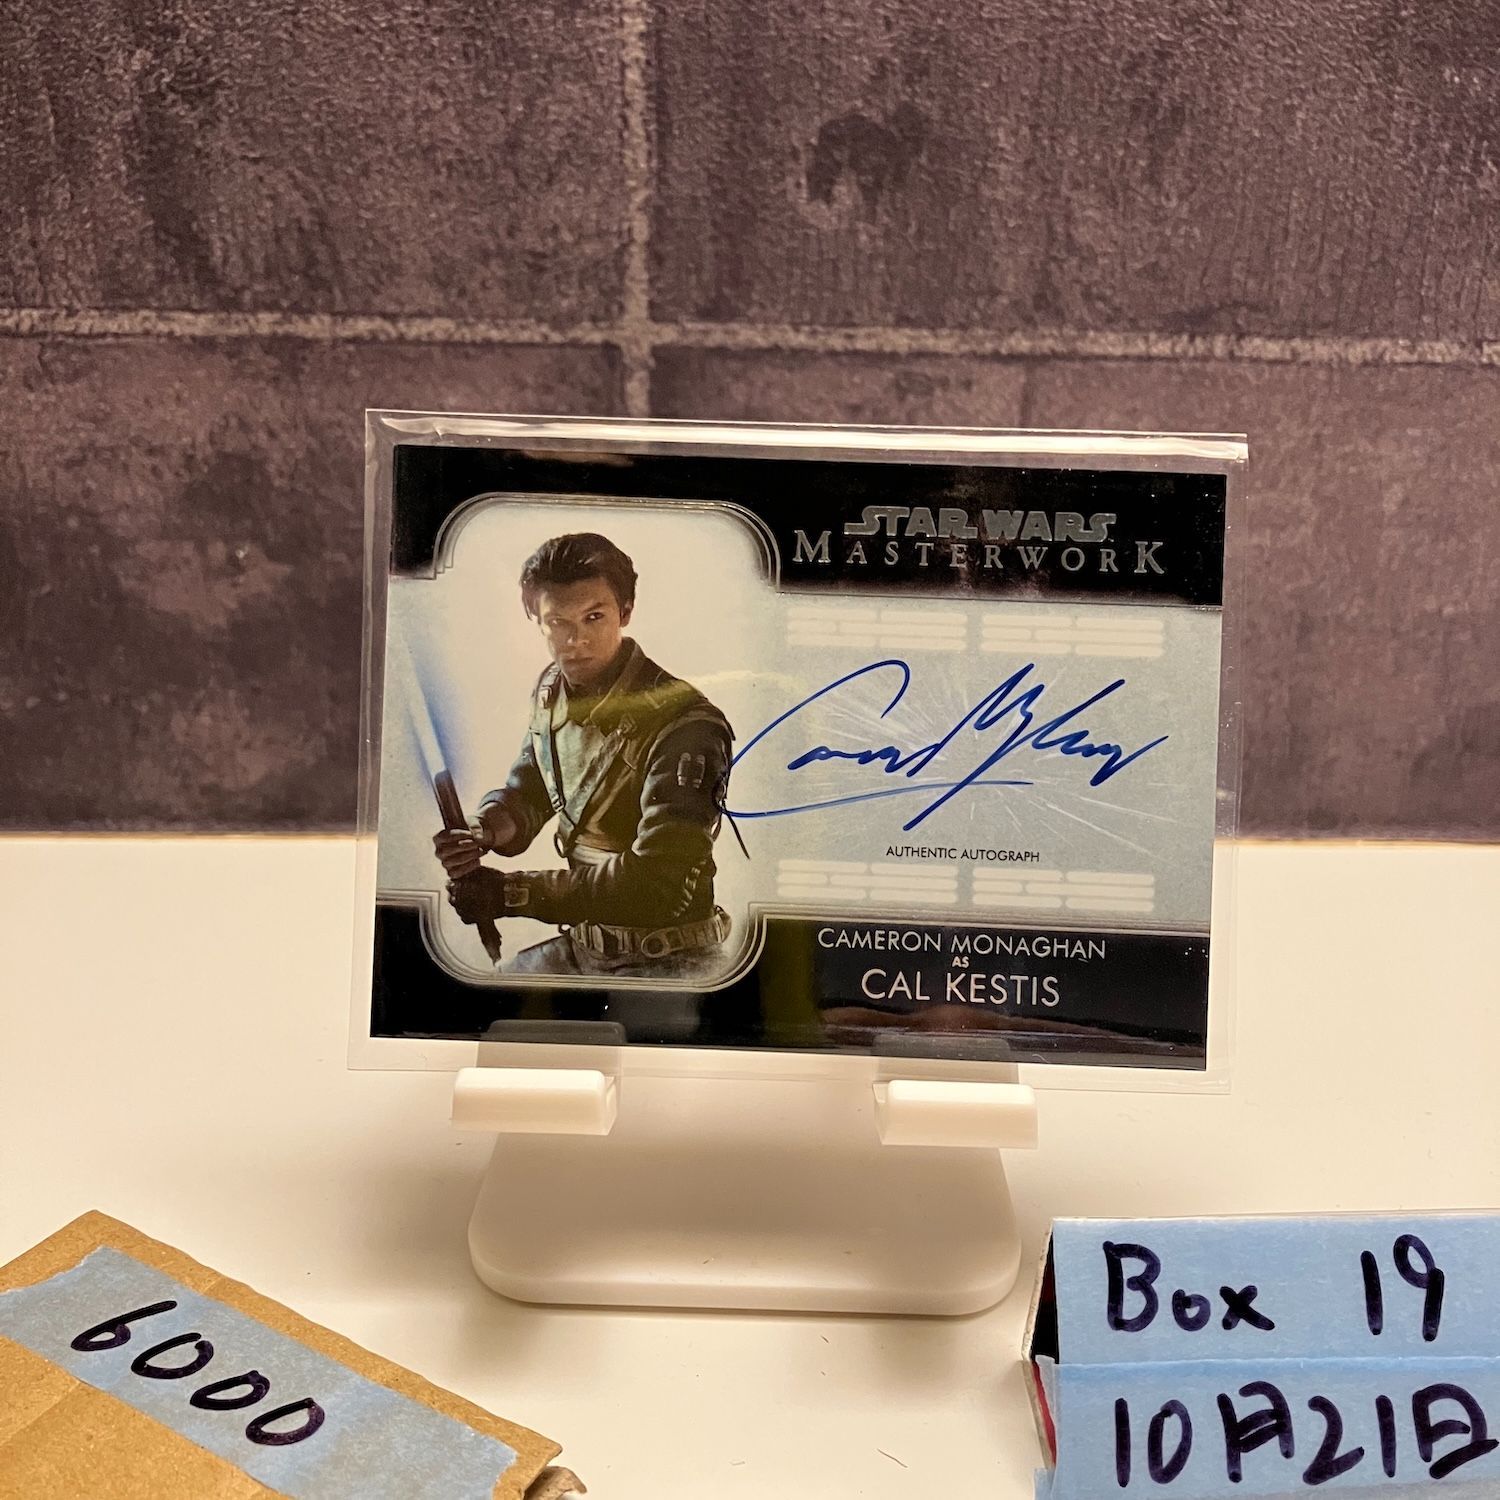 STAR WARS
MASTERWORK
AUTHENTIC AUTOGRAPH
CAMERON MONAGHAN
AS
CAL KESTIS
6000
Box 19
10月21日